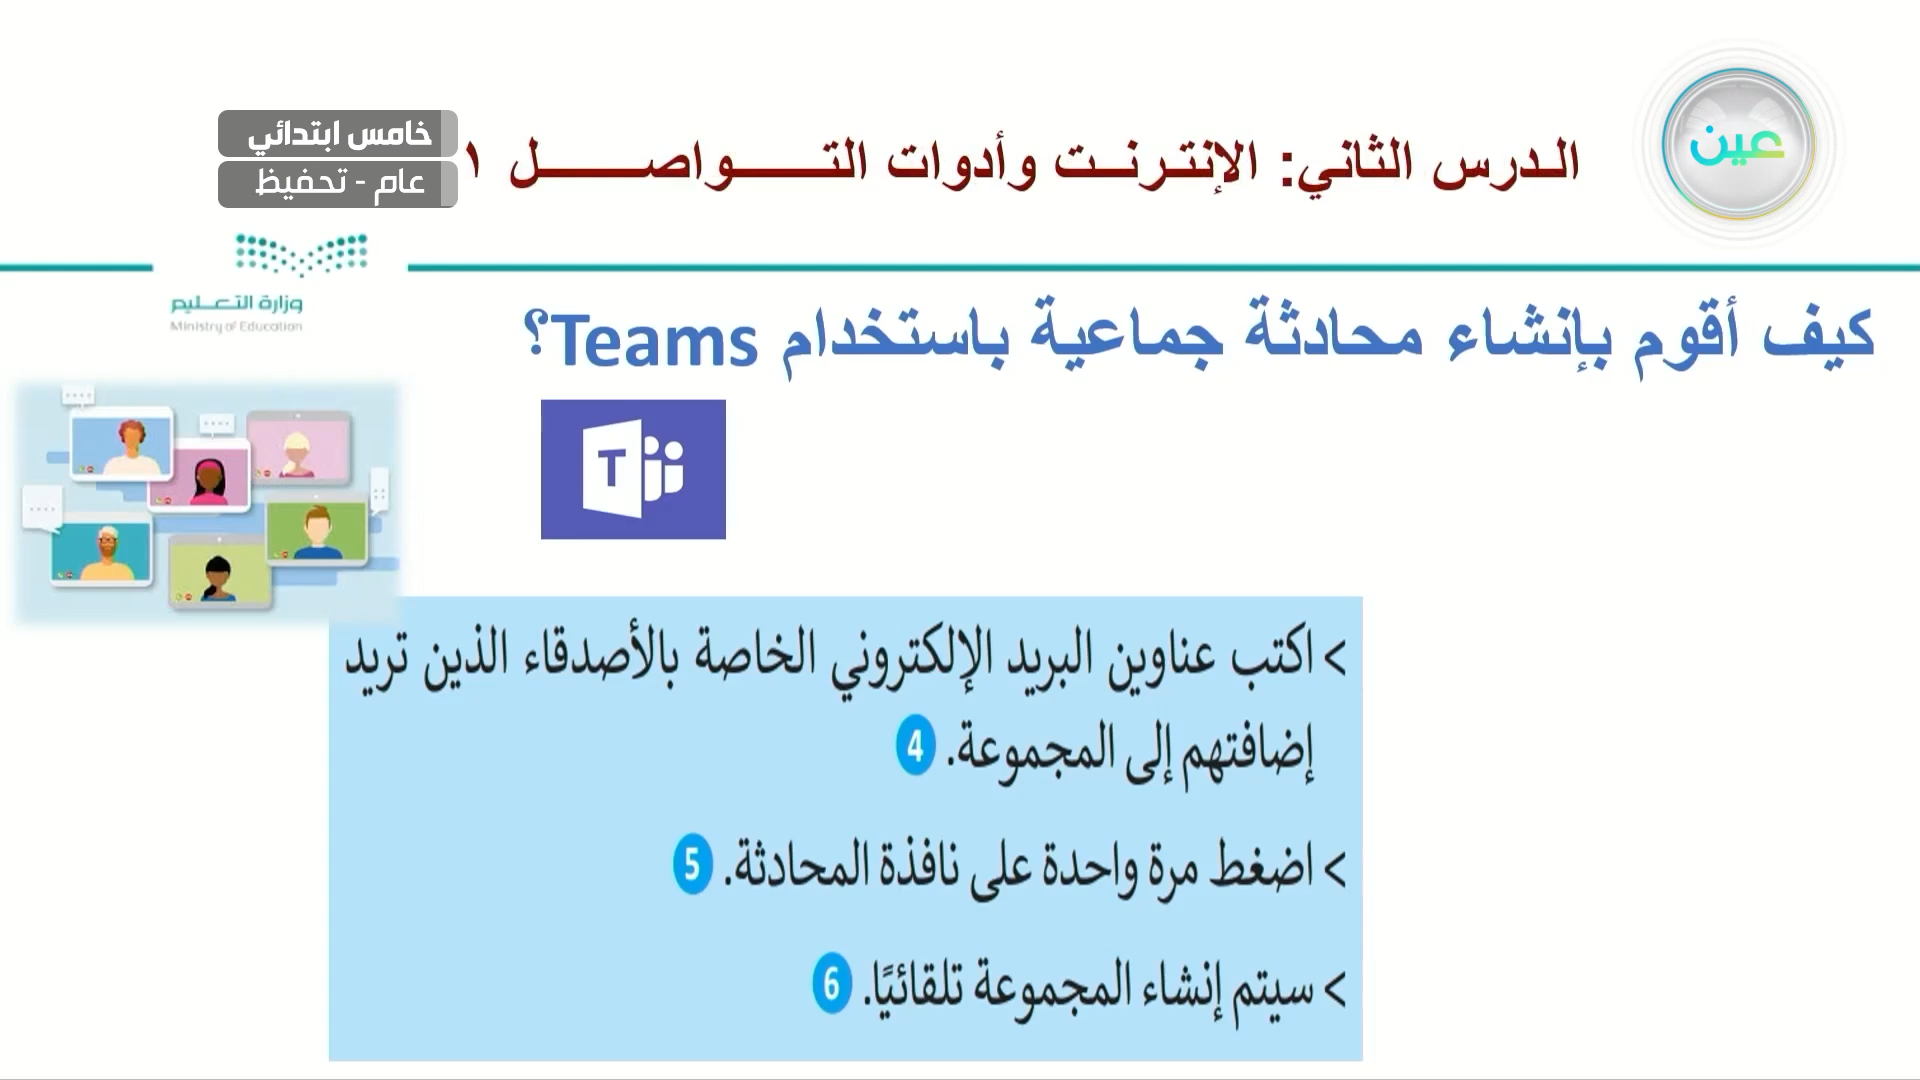 عين
خامس ابتدائي
عام - تحفيظ
الدرس الثاني: الإنترنت وأدوات التواصل ١
وزارة التعليم
Ministry of Education
كيف أقوم بإنشاء محادثة جماعية باستخدام Teams؟
T
> اكتب عناوين البريد الإلكتروني الخاصة بالأصدقاء الذين تريد
إضافتهم إلى المجموعة. 4
> اضغط مرة واحدة على نافذة المحادثة. 5
> سيتم إنشاء المجموعة تلقائيًا. 6